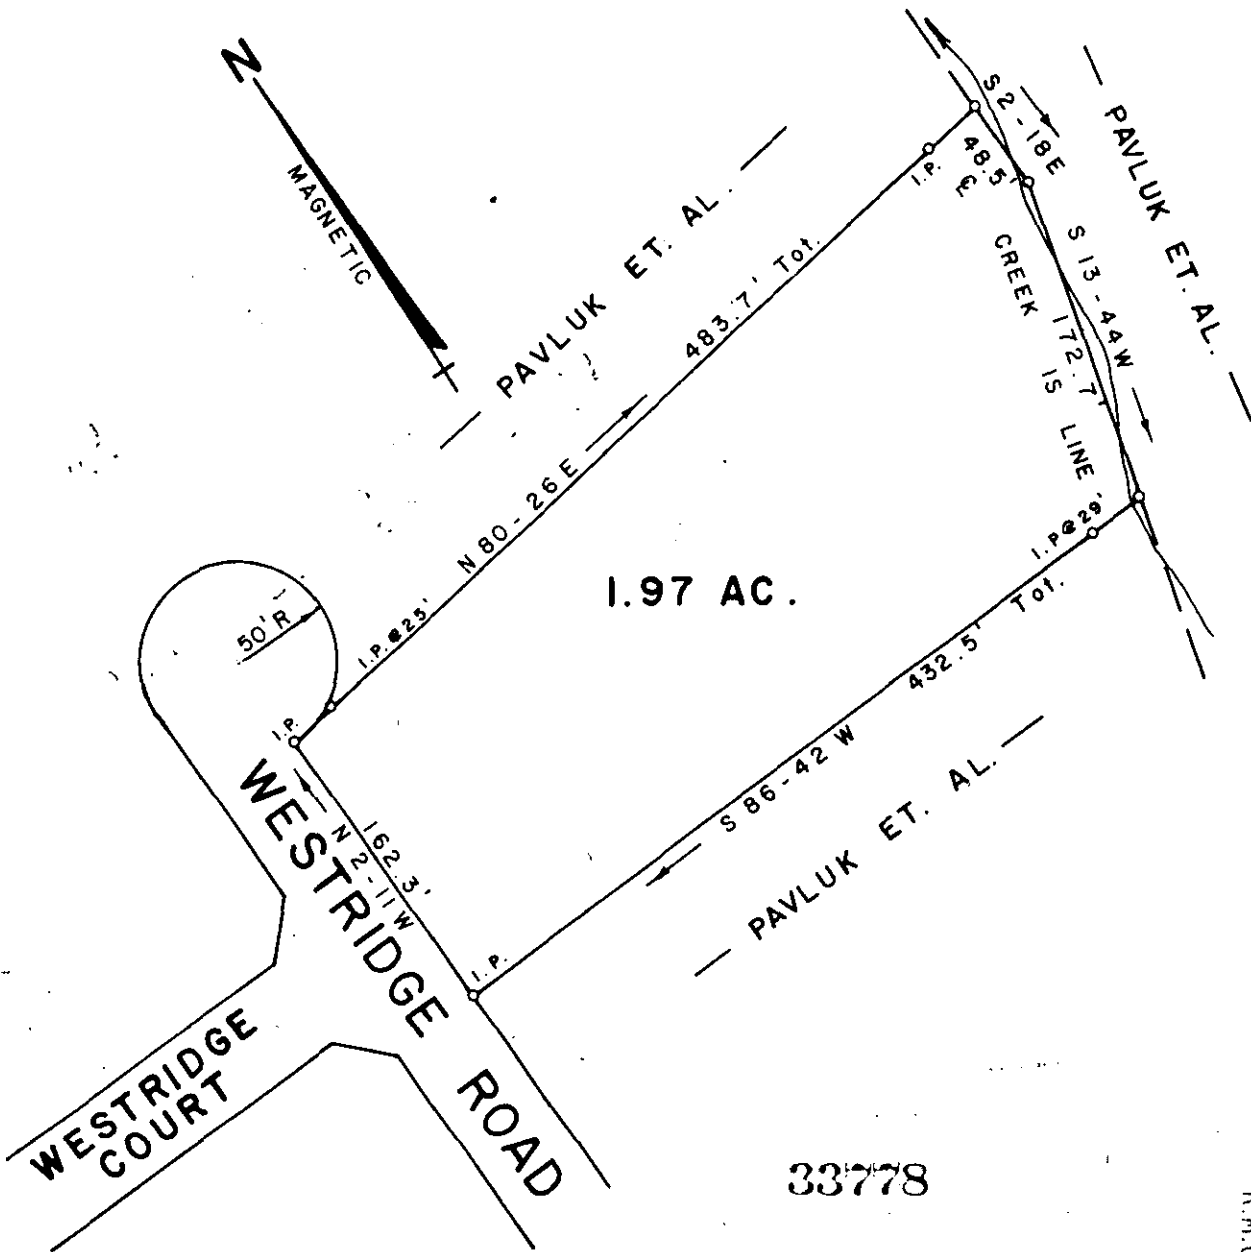 N
MAGNETIC
PAVLUK ET. AL.
483.7' Tot.
N 80-26 E
I.P.
S 2-18 E
48.5'
℄
CREEK IS LINE
S 13-44 W
172.7'
PAVLUK ET. AL.
I.P. @ 29'
1.97 AC.
50' R
I.P. @ 25'
I.P.
432.5' Tot.
S 86-42 W
PAVLUK ET. AL.
162.3'
N 2-11 W
I.P.
WESTRIDGE ROAD
WESTRIDGE
COURT
33778